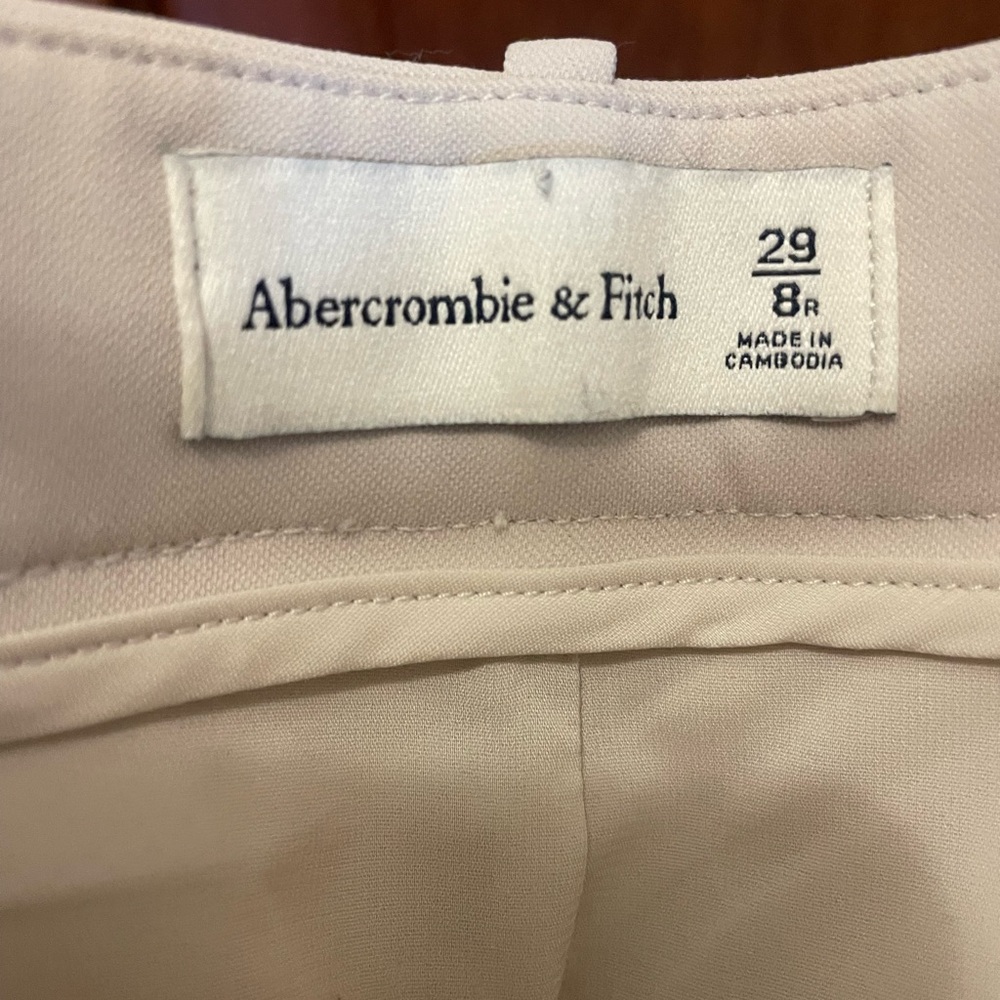 Abercrombie & Fitch
29
8R
MADE IN
CAMBODIA